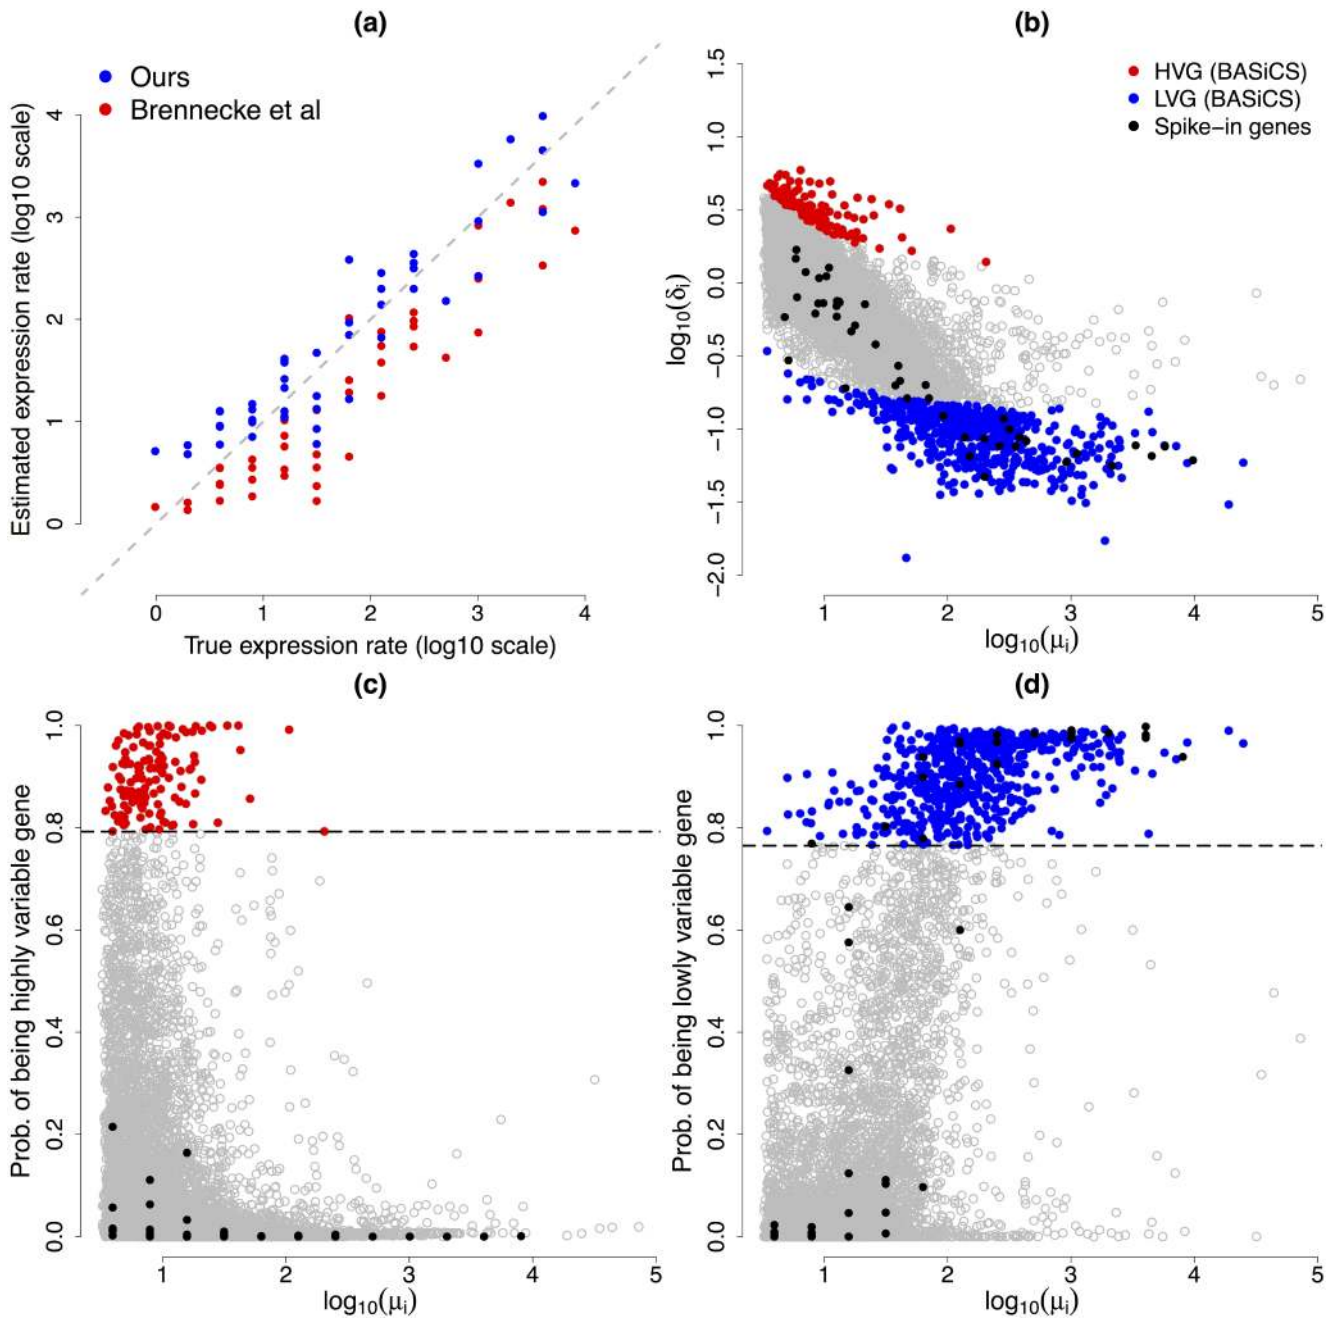 (a)
Ours
Brennecke et al
Estimated expression rate (log10 scale)
4
3
2
1
0
0 1 2 3 4
True expression rate (log10 scale)
(b)
HVG (BASiCS)
LVG (BASiCS)
Spike−in genes
log₁₀(δᵢ)
1.5
1.0
0.5
0.0
−0.5
−1.0
−1.5
−2.0
1 2 3 4 5
log₁₀(μᵢ)
(c)
Prob. of being highly variable gene
1.0
0.8
0.6
0.4
0.2
0.0
1 2 3 4 5
log₁₀(μᵢ)
(d)
Prob. of being lowly variable gene
1.0
0.8
0.6
0.4
0.2
0.0
1 2 3 4 5
log₁₀(μᵢ)